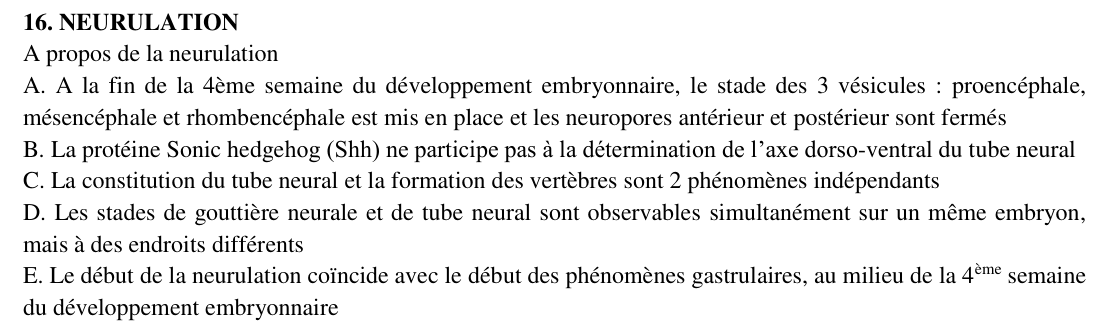 16. NEURULATION
A propos de la neurulation
A. A la fin de la 4ème semaine du développement embryonnaire, le stade des 3 vésicules : proencéphale,
mésencéphale et rhombencéphale est mis en place et les neuropores antérieur et postérieur sont fermés
B. La protéine Sonic hedgehog (Shh) ne participe pas à la détermination de l'axe dorso-ventral du tube neural
C. La constitution du tube neural et la formation des vertèbres sont 2 phénomènes indépendants
D. Les stades de gouttière neurale et de tube neural sont observables simultanément sur un même embryon,
mais à des endroits différents
E. Le début de la neurulation coïncide avec le début des phénomènes gastrulaires, au milieu de la 4ème semaine
du développement embryonnaire